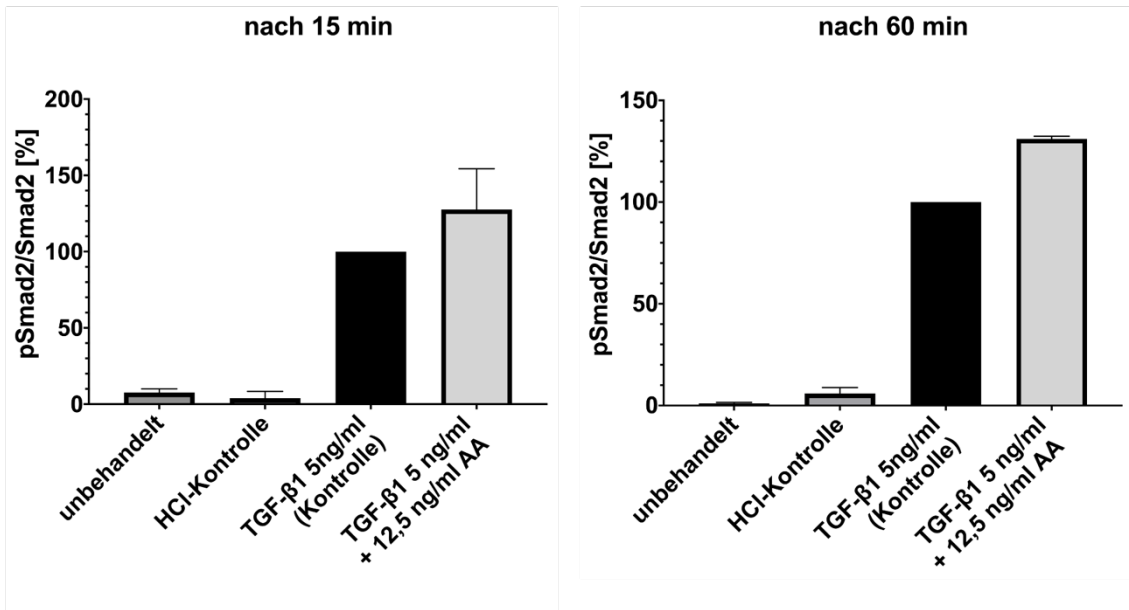 nach 15 min
pSmad2/Smad2 [%]
200
150
100
50
0
unbehandelt
HCl-Kontrolle
TGF-β1 5ng/ml
(Kontrolle)
TGF-β1 5 ng/ml
+ 12,5 ng/ml AA
nach 60 min
pSmad2/Smad2 [%]
150
100
50
0
unbehandelt
HCl-Kontrolle
TGF-β1 5ng/ml
(Kontrolle)
TGF-β1 5 ng/ml
+ 12,5 ng/ml AA